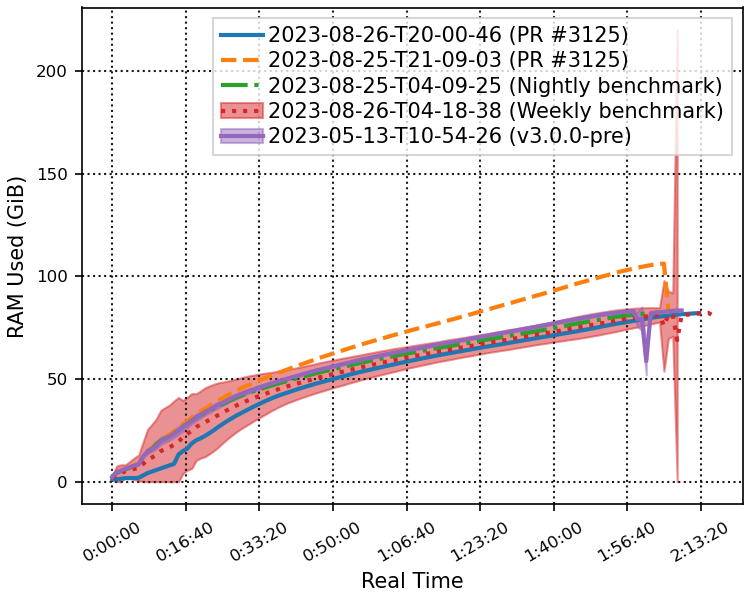 2023-08-26-T20-00-46 (PR #3125)
2023-08-25-T21-09-03 (PR #3125)
2023-08-25-T04-09-25 (Nightly benchmark)
2023-08-26-T04-18-38 (Weekly benchmark)
2023-05-13-T10-54-26 (v3.0.0-pre)
RAM Used (GiB)
200
150
100
50
0
0:00:00
0:16:40
0:33:20
0:50:00
1:06:40
1:23:20
1:40:00
1:56:40
2:13:20
Real Time